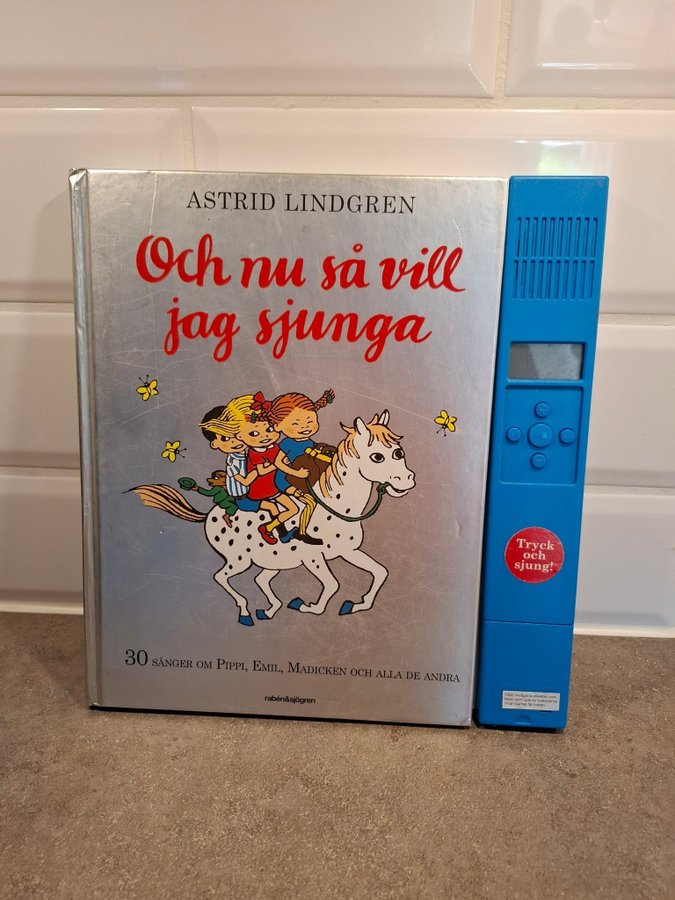 ASTRID LINDGREN
Och nu så vill
jag sjunga
30 SÅNGER OM PIPPI, EMIL, MADICKEN OCH ALLA DE ANDRA
rabén&sjögren
Tryck
och
sjung!